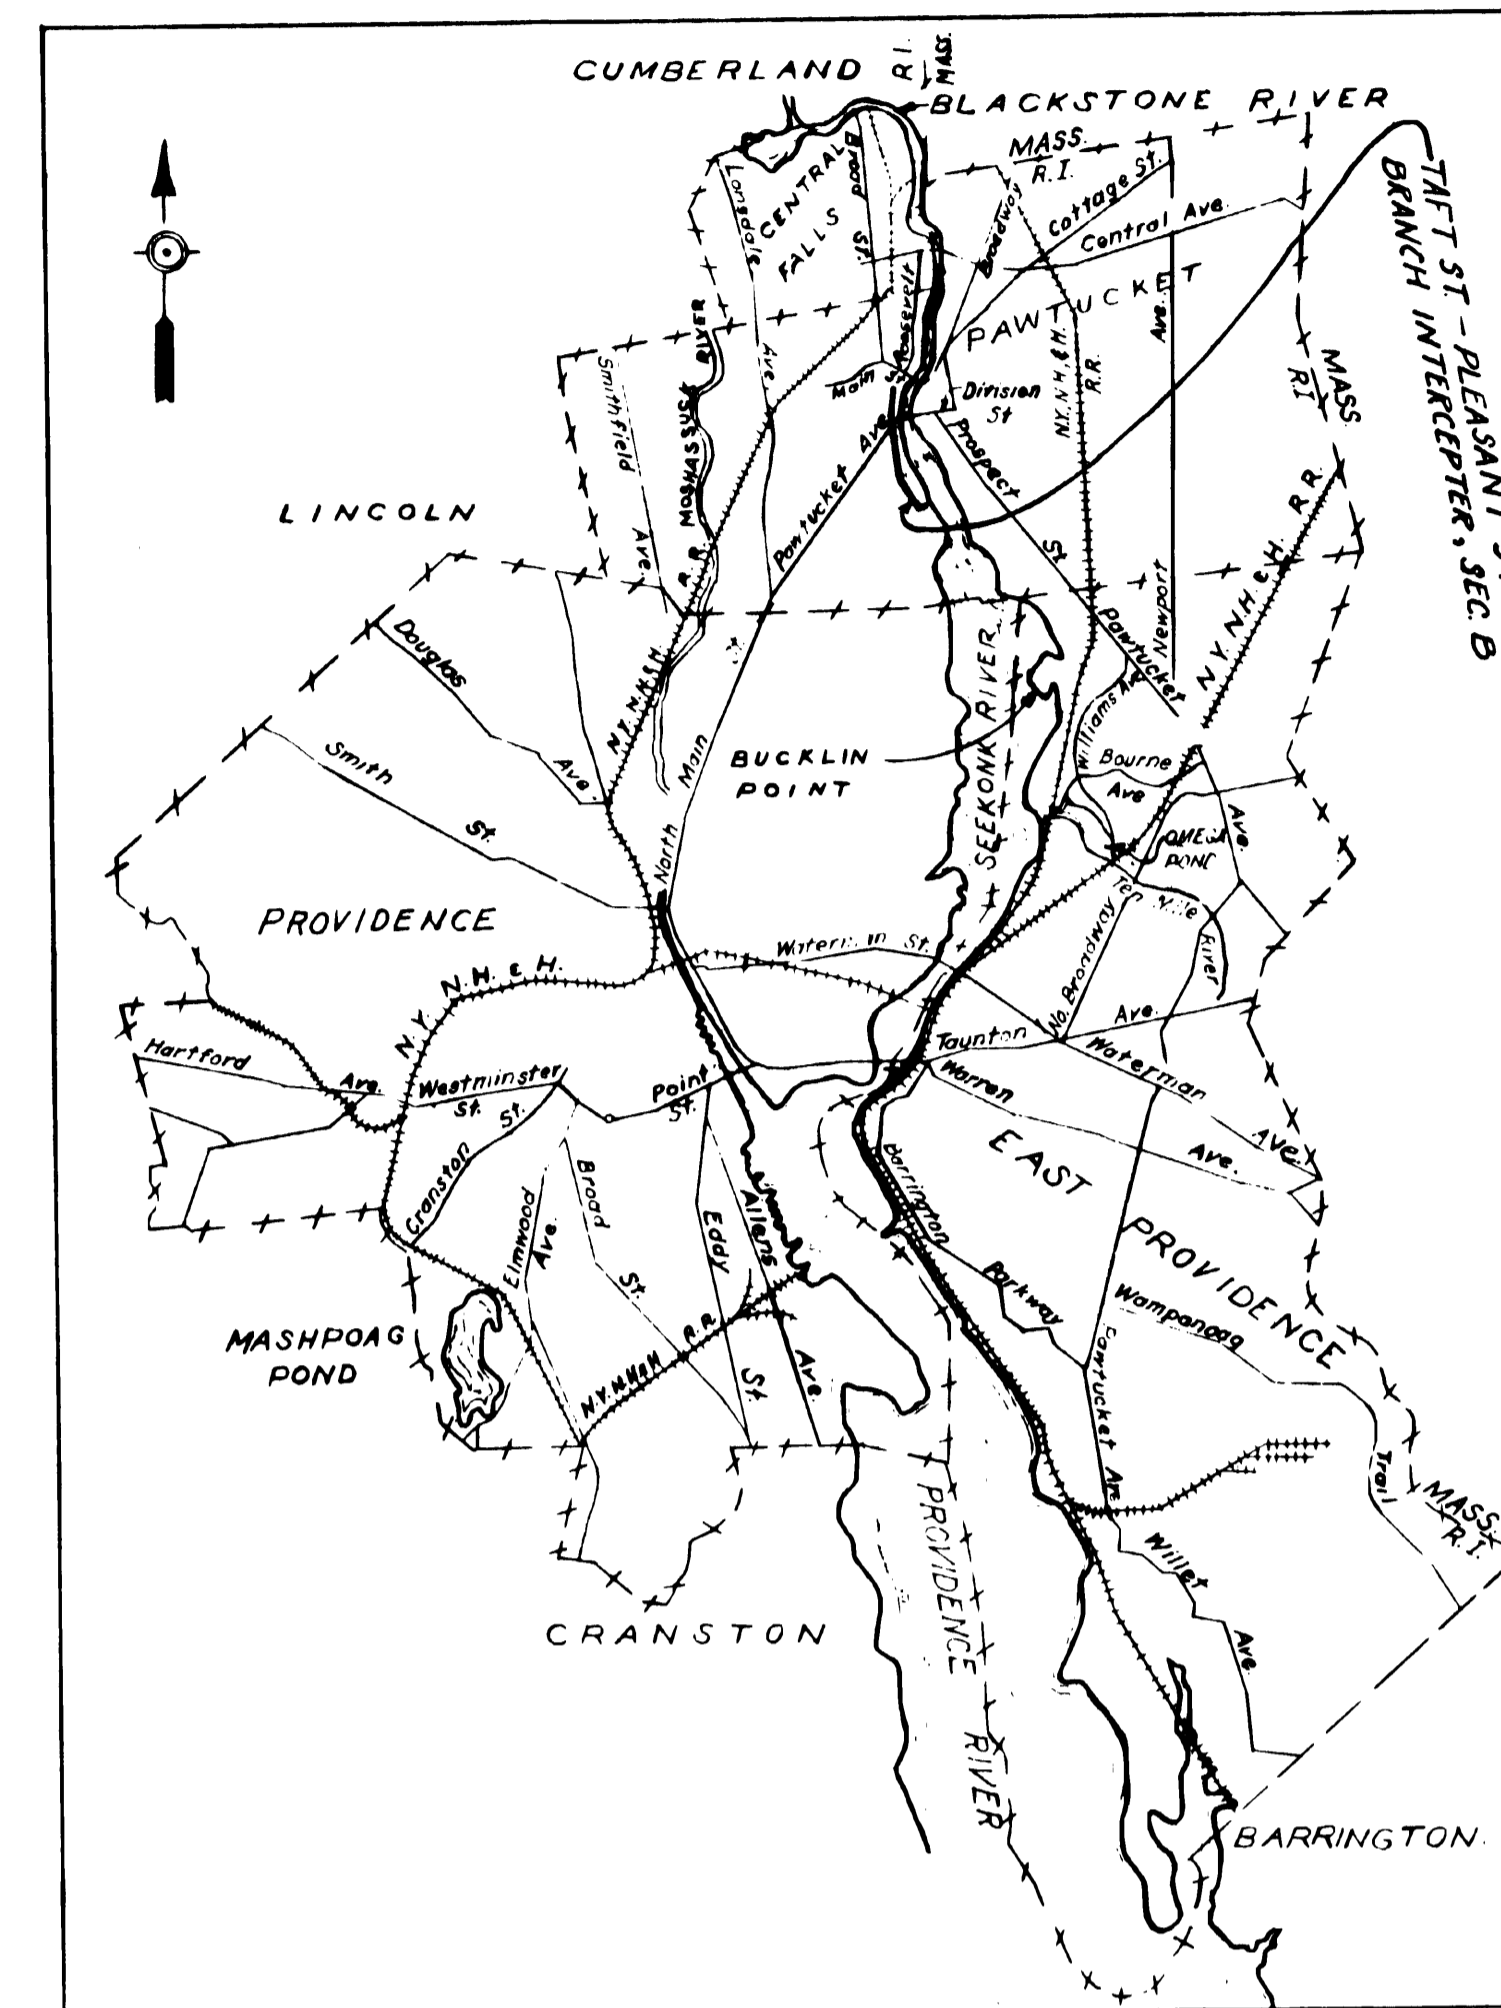 CUMBERLAND
R.I.
MASS.
BLACKSTONE RIVER
MASS.
R.I.
TAFT ST. - PLEASANT
BRANCH INTERCEPTER, SEC. B
Broad
St.
CENTRAL
FALLS
Lonsdale
Ave.
Broadway
Cottage St.
Central Ave.
PAWTUCKET
Roosevelt
Ave.
MOSHASSUCK RIVER
Smithfield
Ave.
Main
St.
Division
St
N.Y.N.H.&H.
R.R.
MASS
R.I.
Prospect
St
Pawtucket Ave
LINCOLN
R.R.
N.Y. N.H. & H. R.R.
Newport
Pawtucket
Douglas
Ave.
N.Y. N.H & H.
SEEKONK RIVER
Williams Ave
Smith
St.
North Main
BUCKLIN
POINT
Bourne
Ave
Ave.
OMEGA
POND
Ten Mile
River
PROVIDENCE
St.
No. Broadway
N.Y. N.H. & H.
Hartford
Ave.
Westminster
St.
Point
St.
Taunton
Ave.
Waterman
Ave.
Warren
Ave.
Cranston
St.
EAST
PROVIDENCE
Barrington
Parkway
Elmwood
Ave.
Broad
St.
Eddy
St.
Allens
Ave.
Wampanoag
Trail
MASHPOAG
POND
N.Y.N.H&H R.R
Pawtucket Ave
MASS.
R.I.
Willet
Ave.
PROVIDENCE RIVER
CRANSTON
BARRINGTON.